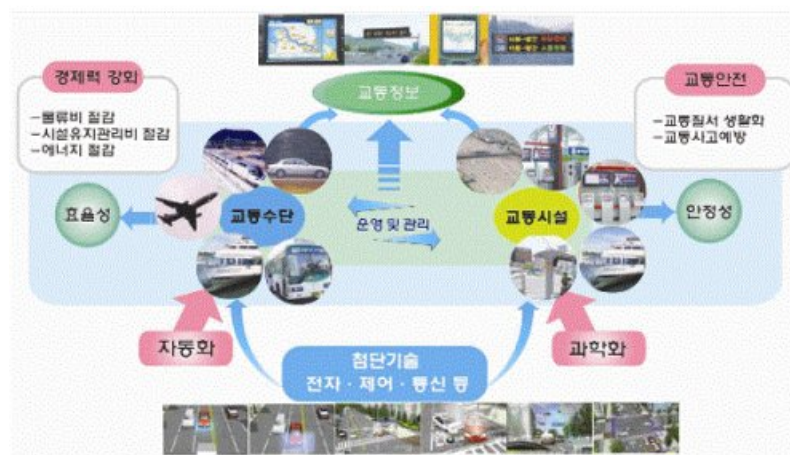 교통정보
경제력 강화
-물류비 절감
-시설유지관리비 절감
-에너지 절감
교통안전
-교통질서 생활화
-교통사고예방
효율성
교통수단
운영 및 관리
교통시설
안정성
자동화
과학화
첨단기술
전자·제어·통신 등